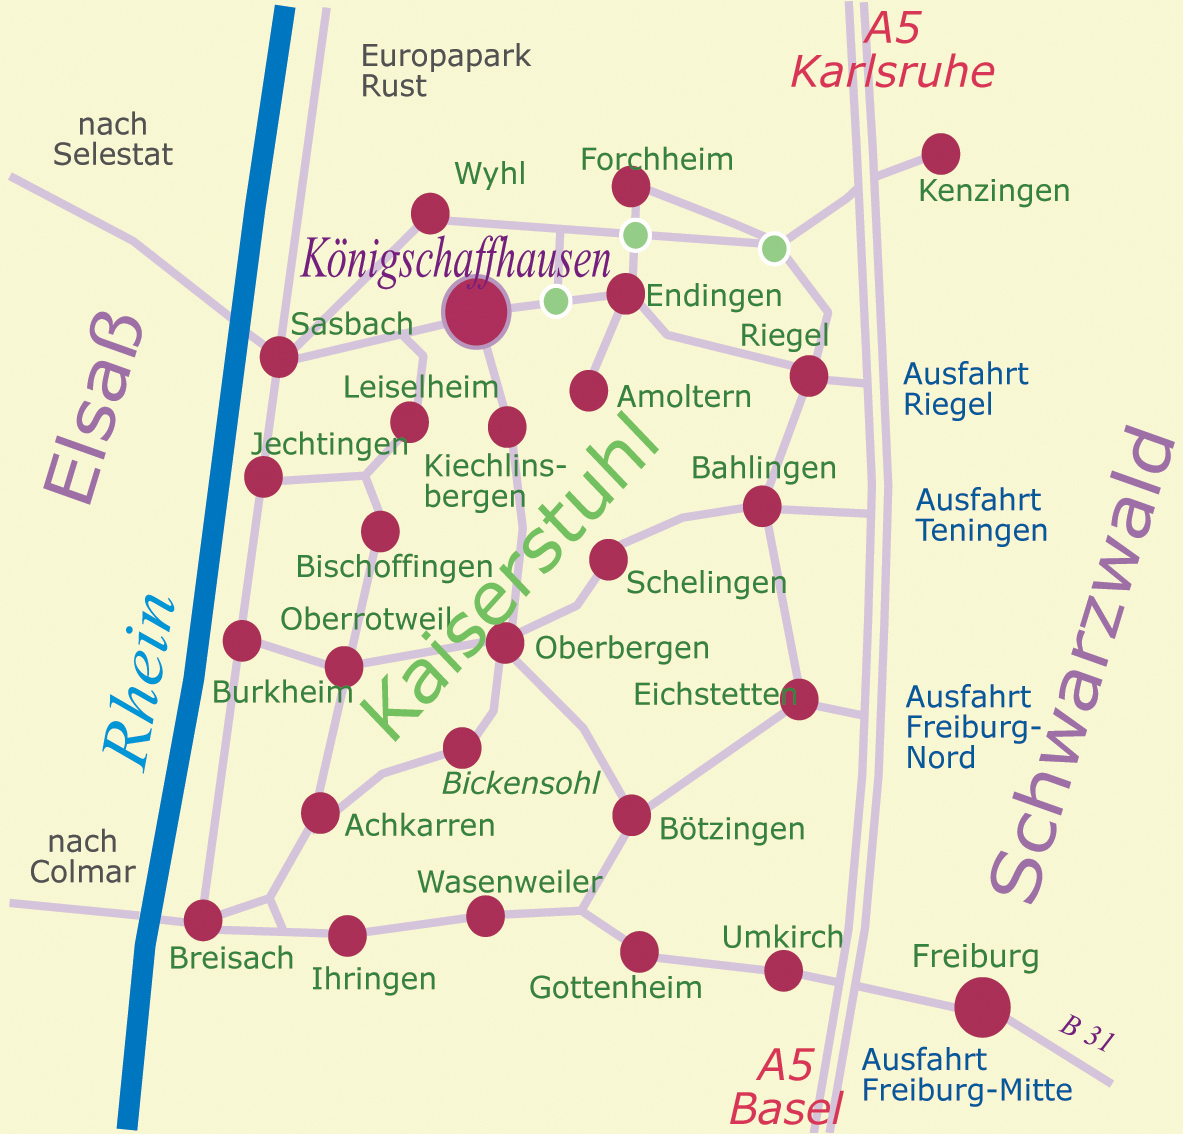 A5
Karlsruhe
Europapark
Rust
nach
Selestat
Forchheim
Wyhl
Kenzingen
Königschaffhausen
Endingen
Sasbach
Riegel
Elsaß
Leiselheim
Amoltern
Ausfahrt
Riegel
Jechtingen
Kiechlins-
bergen
Bahlingen
Ausfahrt
Teningen
Kaiserstuhl
Schwarzwald
Bischoffingen
Schelingen
Rhein
Oberrotweil
Oberbergen
Burkheim
Eichstetten
Ausfahrt
Freiburg-
Nord
Bickensohl
Achkarren
Bötzingen
nach
Colmar
Wasenweiler
Umkirch
Breisach
Ihringen
Gottenheim
Freiburg
B 31
Ausfahrt
Freiburg-Mitte
A5
Basel